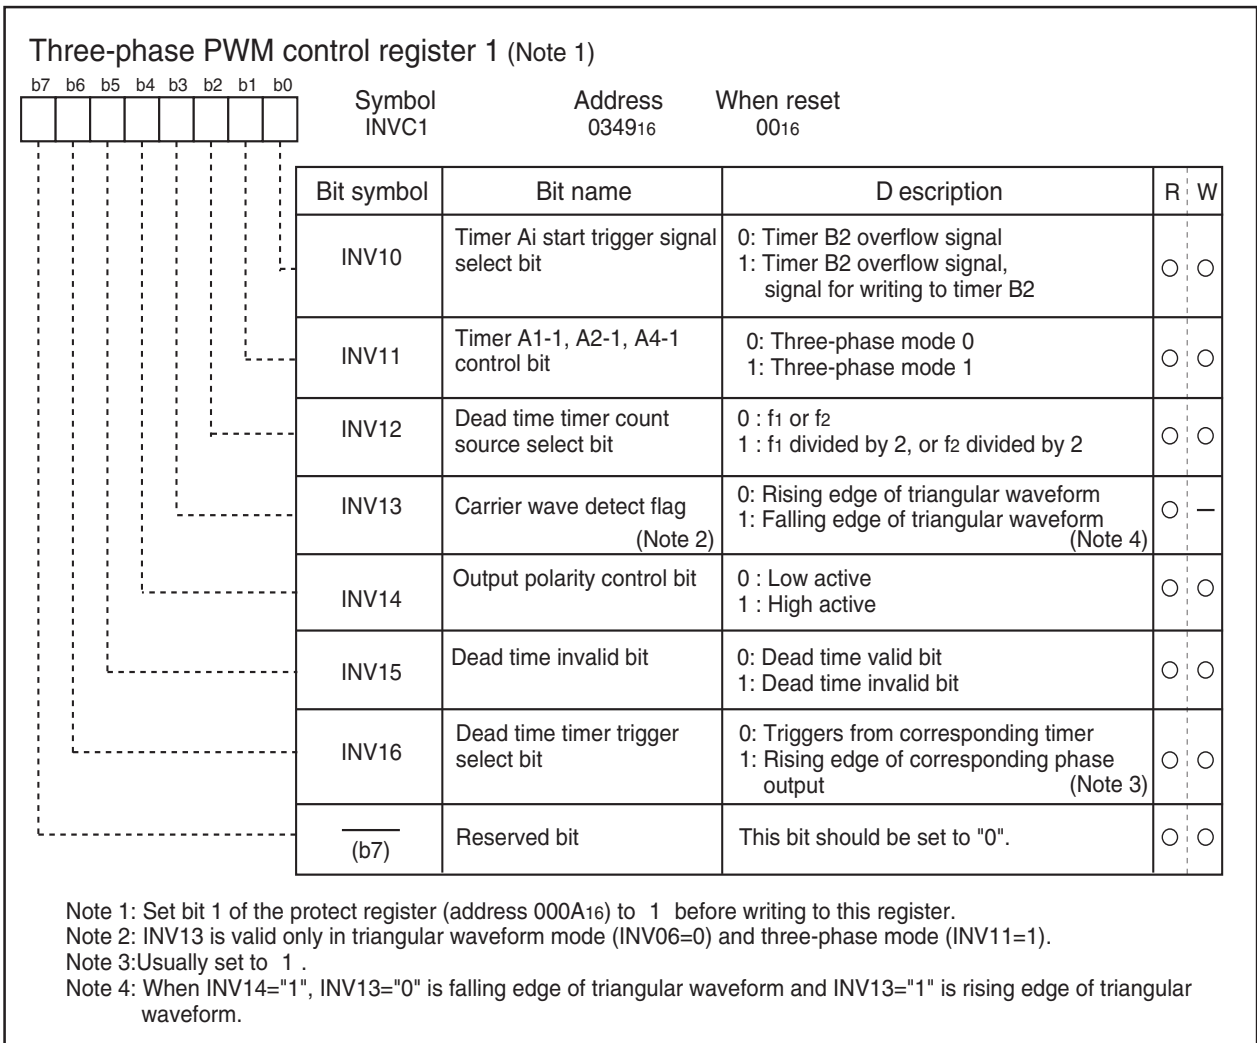 Three-phase PWM control register 1 (Note 1)
b7 b6 b5 b4 b3 b2 b1 b0
Symbol Address When reset
INVC1 034916 0016
Bit symbol Bit name D escription R W
INV10 Timer Ai start trigger signal select bit 0: Timer B2 overflow signal
1: Timer B2 overflow signal,
signal for writing to timer B2
INV11 Timer A1-1, A2-1, A4-1 control bit 0: Three-phase mode 0
1: Three-phase mode 1
INV12 Dead time timer count source select bit 0 : f1 or f2
1 : f1 divided by 2, or f2 divided by 2
INV13 Carrier wave detect flag (Note 2) 0: Rising edge of triangular waveform
1: Falling edge of triangular waveform (Note 4)
INV14 Output polarity control bit 0 : Low active
1 : High active
INV15 Dead time invalid bit 0: Dead time valid bit
1: Dead time invalid bit
INV16 Dead time timer trigger select bit 0: Triggers from corresponding timer
1: Rising edge of corresponding phase
output (Note 3)
(b7) Reserved bit This bit should be set to "0".
Note 1: Set bit 1 of the protect register (address 000A16) to 1 before writing to this register.
Note 2: INV13 is valid only in triangular waveform mode (INV06=0) and three-phase mode (INV11=1).
Note 3:Usually set to 1 .
Note 4: When INV14="1", INV13="0" is falling edge of triangular waveform and INV13="1" is rising edge of triangular
waveform.